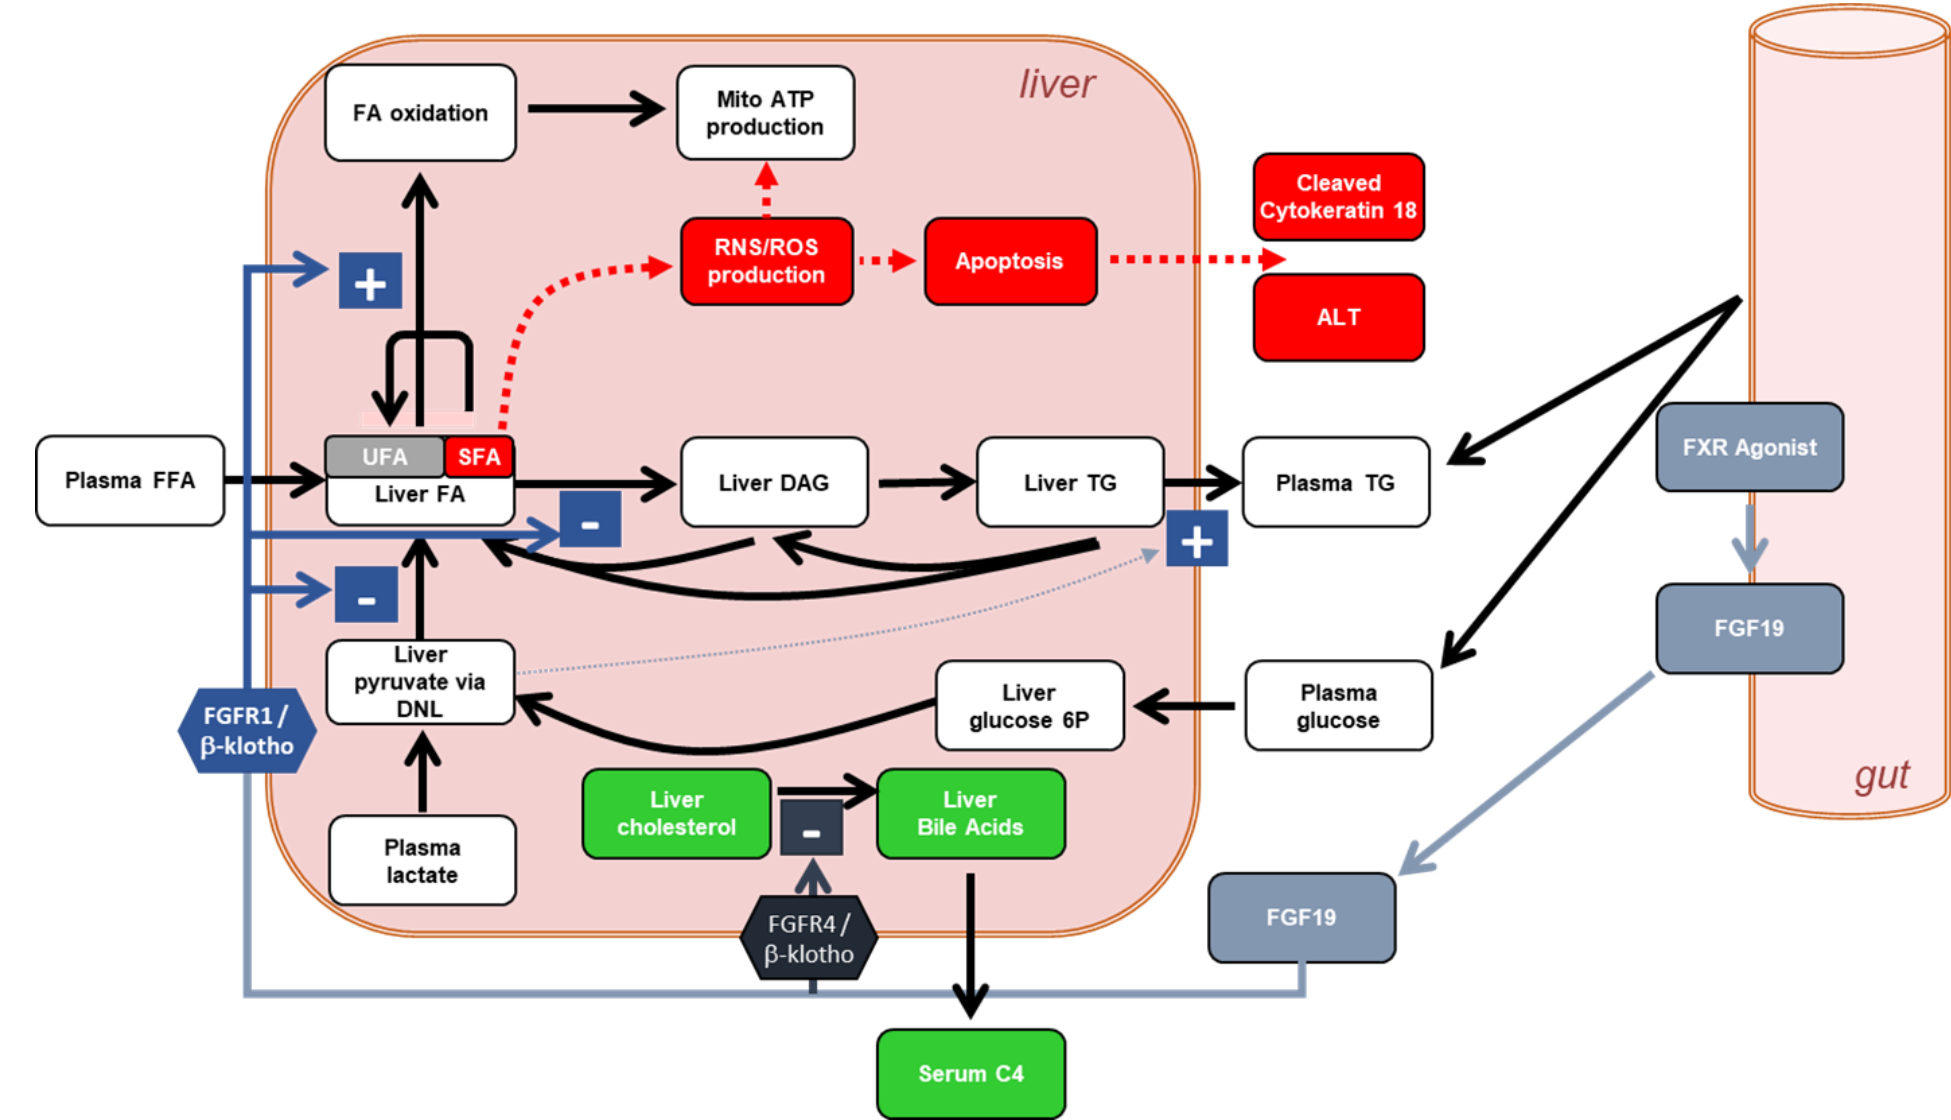 liver
FA oxidation
Mito ATP
production
Cleaved
Cytokeratin 18
RNS/ROS
production
Apoptosis
+
ALT
UFA
SFA
Liver FA
Plasma FFA
Liver DAG
Liver TG
Plasma TG
FXR Agonist
-
+
-
FGF19
Liver
pyruvate via
DNL
Liver
glucose 6P
Plasma
glucose
FGFR1 /
β-klotho
gut
Liver
cholesterol
-
Liver
Bile Acids
Plasma
lactate
FGFR4 /
β-klotho
FGF19
Serum C4